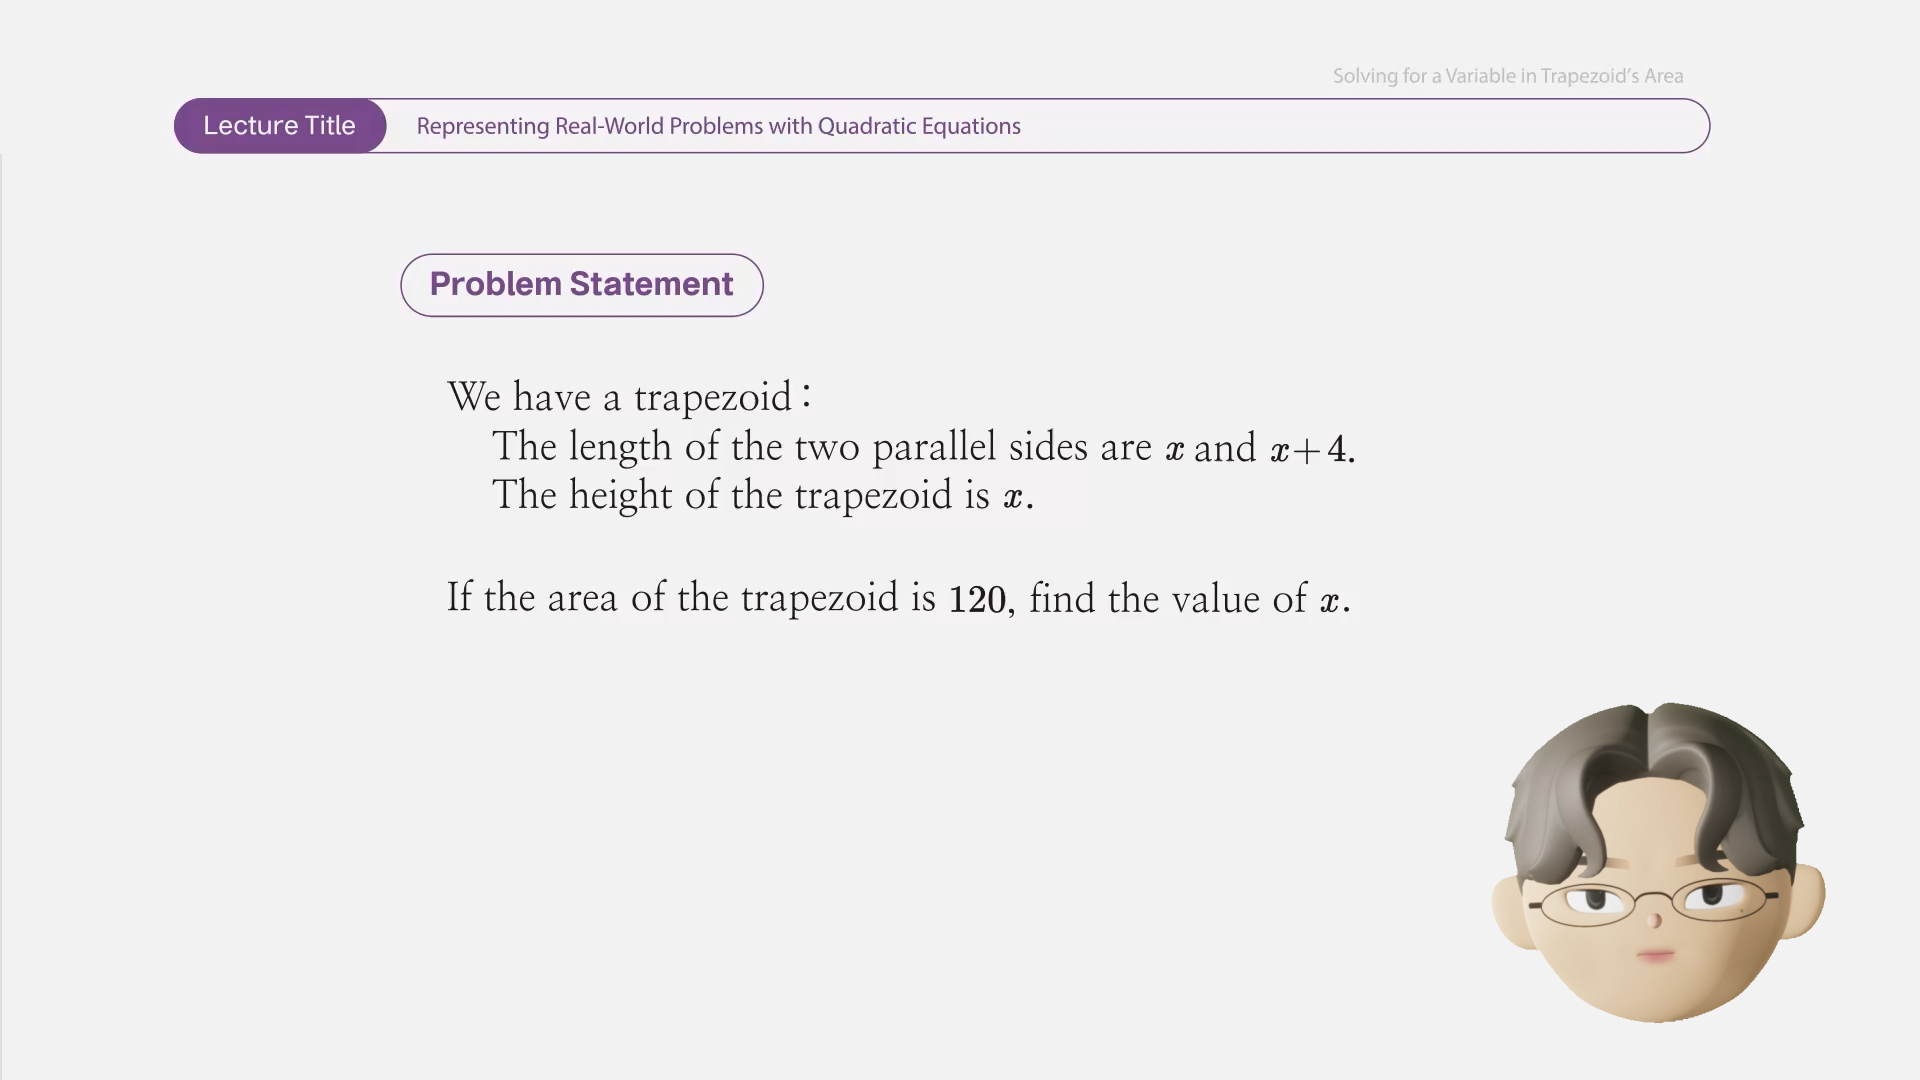 Solving for a Variable in Trapezoid's Area
Lecture Title Representing Real-World Problems with Quadratic Equations
Problem Statement
We have a trapezoid :
The length of the two parallel sides are x and x+4.
The height of the trapezoid is x.
If the area of the trapezoid is 120, find the value of x.